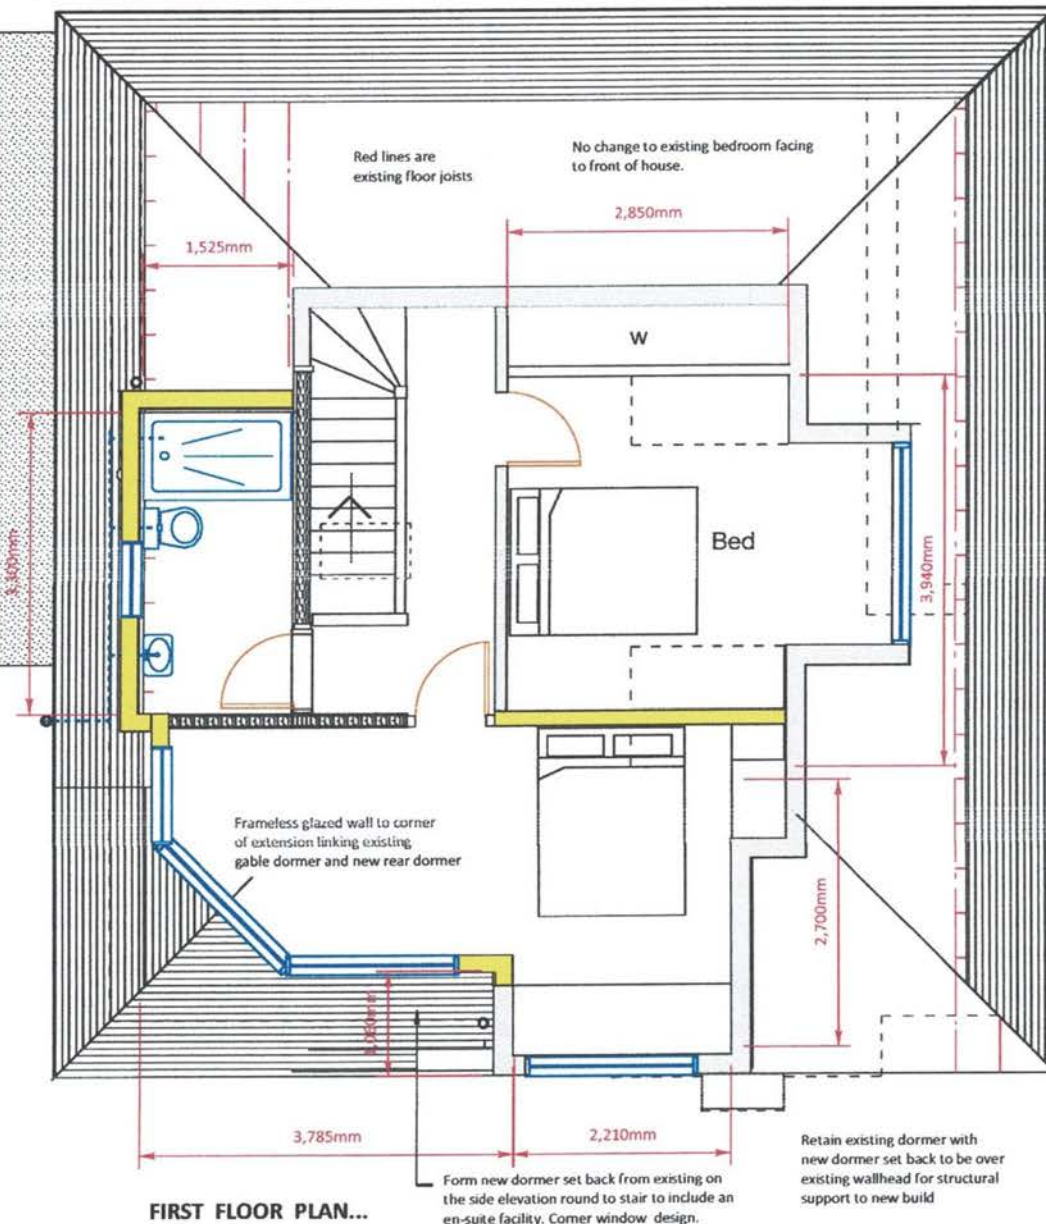 Red lines are
existing floor joists
No change to existing bedroom facing
to front of house.
2,850mm
1,525mm
W
3,300mm
Bed
3,940mm
Frameless glazed wall to corner
of extension linking existing
gable dormer and new rear dormer
2,700mm
3,785mm
2,210mm
Retain existing dormer with
new dormer set back to be over
existing wallhead for structural
support to new build
Form new dormer set back from existing on
the side elevation round to stair to include an
en-suite facility. Corner window design.
FIRST FLOOR PLAN...